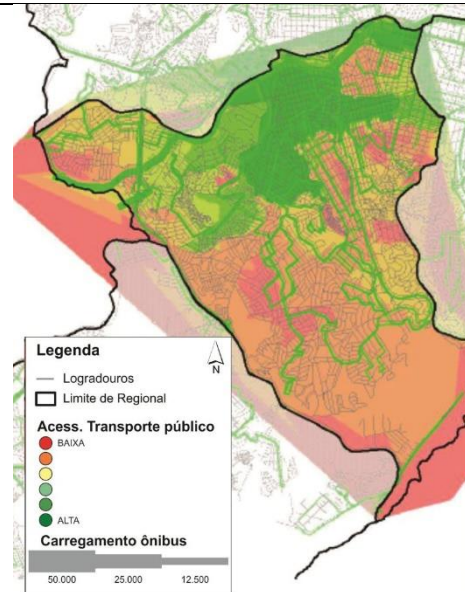 Legenda
N
Logradouros
Limite de Regional
Acess. Transporte público
BAIXA
ALTA
Carregamento ônibus
50.000 25.000 12.500